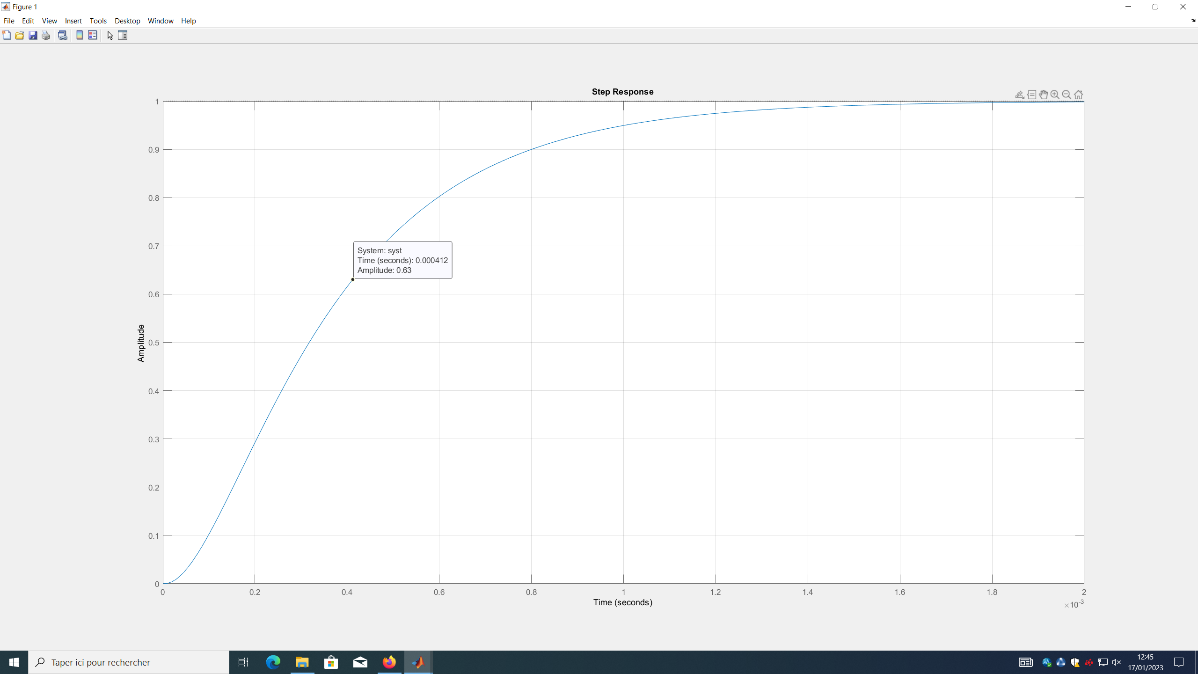 Figure 1
File Edit View Insert Tools Desktop Window Help
Step Response
1
0.9
0.8
0.7
System: syst
Time (seconds): 0.000412
Amplitude: 0.63
0.6
0.5
0.4
0.3
0.2
0.1
0
Amplitude
0 0.2 0.4 0.6 0.8 1 1.2 1.4 1.6 1.8 2
Time (seconds)
×10⁻³
Taper ici pour rechercher
12:45
17/01/2023